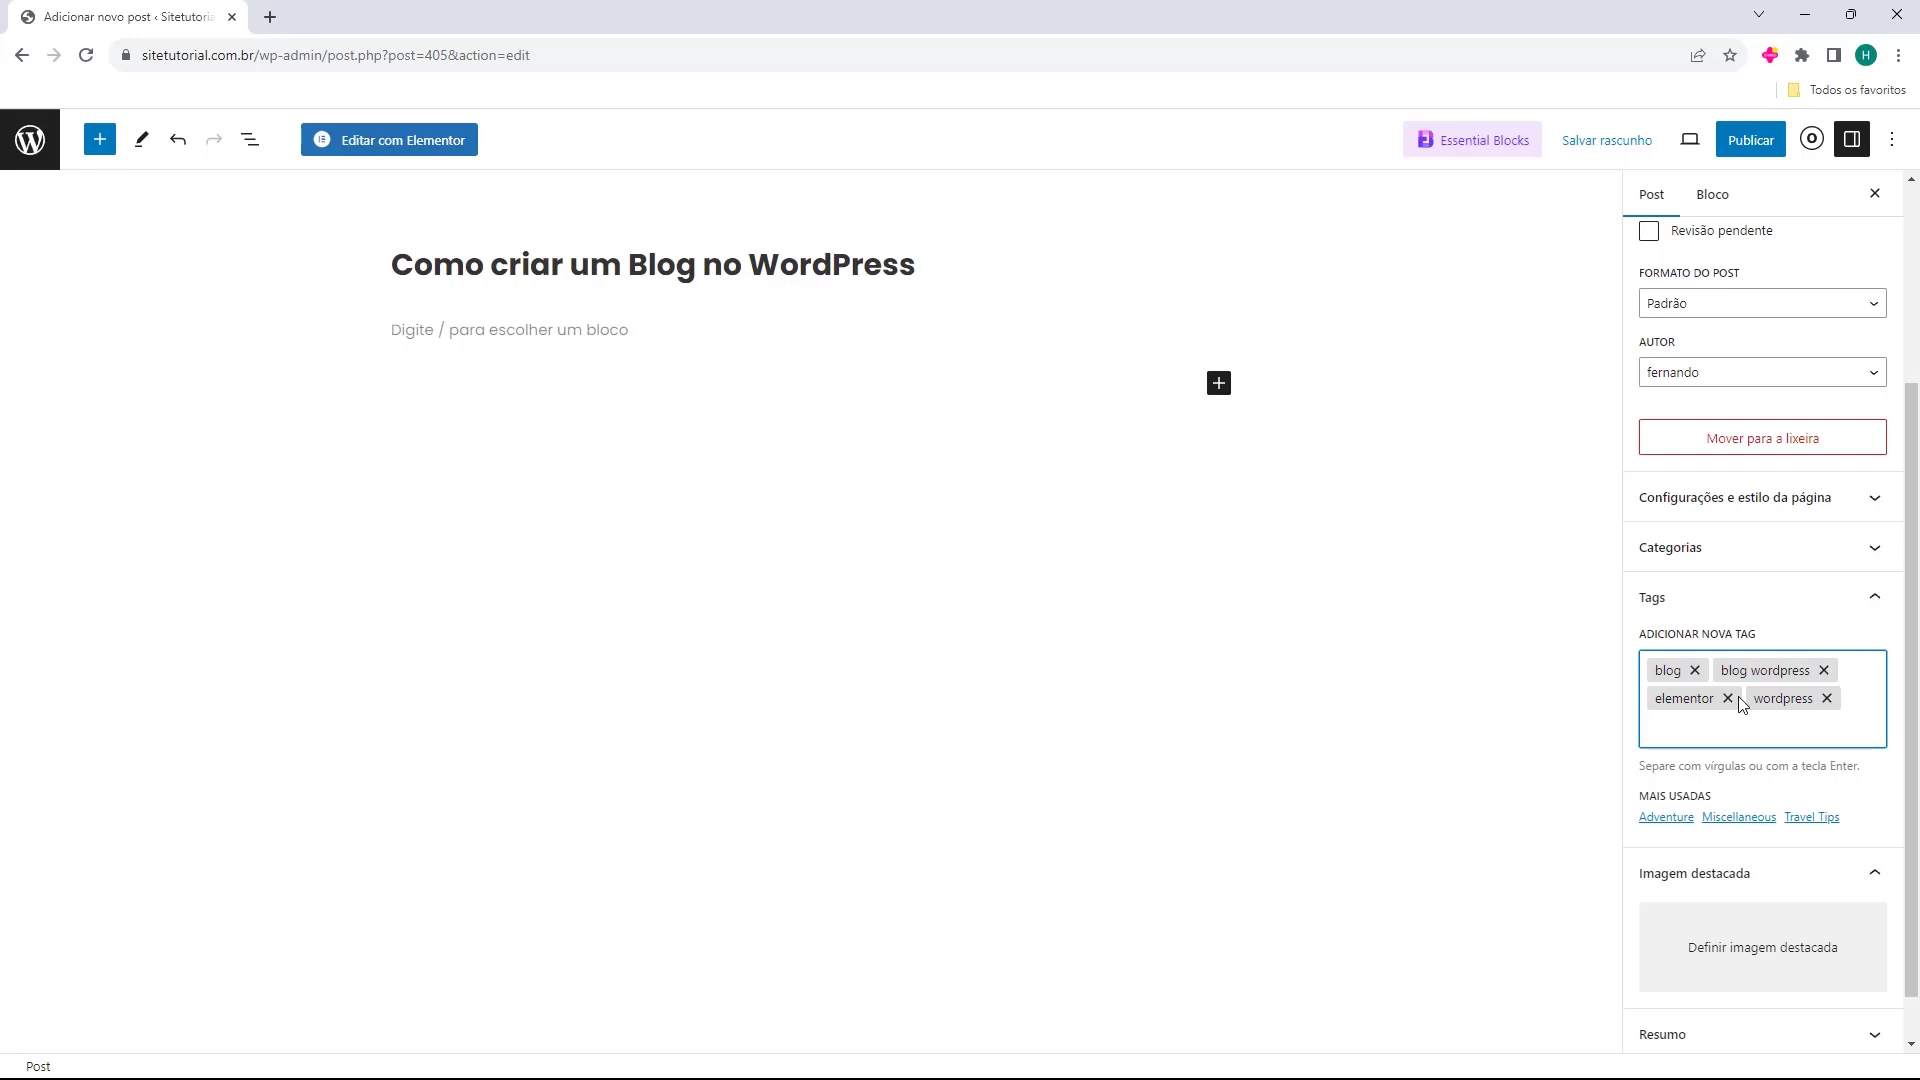 Adicionar novo post ‹ Sitetutoria
sitetutorial.com.br/wp-admin/post.php?post=405&action=edit
H
Todos os favoritos
Editar com Elementor
Essential Blocks
Salvar rascunho
Publicar
Post
Bloco
Revisão pendente
Como criar um Blog no WordPress
Digite / para escolher um bloco
FORMATO DO POST
Padrão
AUTOR
fernando
Mover para a lixeira
Configurações e estilo da página
Categorias
Tags
ADICIONAR NOVA TAG
blog
blog wordpress
elementor
wordpress
Separe com vírgulas ou com a tecla Enter.
MAIS USADAS
Adventure Miscellaneous Travel Tips
Imagem destacada
Definir imagem destacada
Resumo
Post